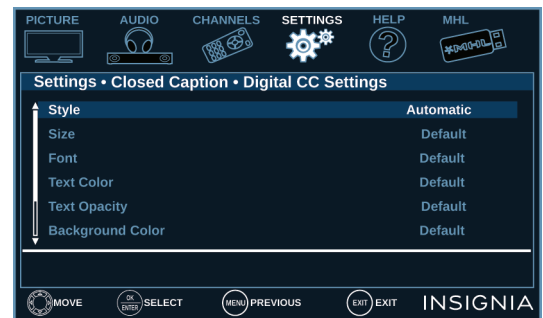 PICTURE AUDIO CHANNELS SETTINGS HELP MHL
MHL
Settings • Closed Caption • Digital CC Settings
Style Automatic
Size Default
Font Default
Text Color Default
Text Opacity Default
Background Color Default
MOVE OK ENTER SELECT MENU PREVIOUS EXIT EXIT INSIGNIA